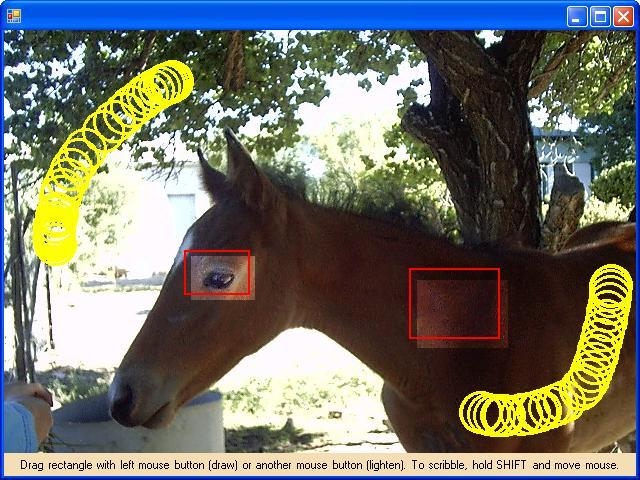 Drag rectangle with left mouse button (draw) or another mouse button (lighten). To scribble, hold SHIFT and move mouse.